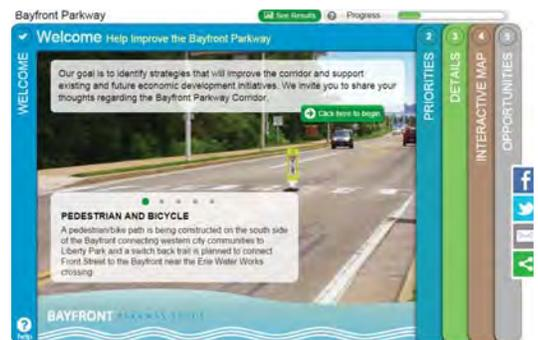 Bayfront Parkway
See Results
Progress
Welcome Help Improve the Bayfront Parkway
WELCOME
Our goal is to identify strategies that will improve the corridor and support
existing and future economic development initiatives. We invite you to share your
thoughts regarding the Bayfront Parkway Corridor.
Click here to begin
PEDESTRIAN AND BICYCLE
A pedestrian/bike path is being constructed on the south side
of the Bayfront connecting western city communities to
Liberty Park and a switch back trail is planned to connect
Front Street to the Bayfront near the Erie Water Works
crossing
BAYFRONT
help
2
PRIORITIES
3
DETAILS
4
INTERACTIVE MAP
5
OPPORTUNITIES